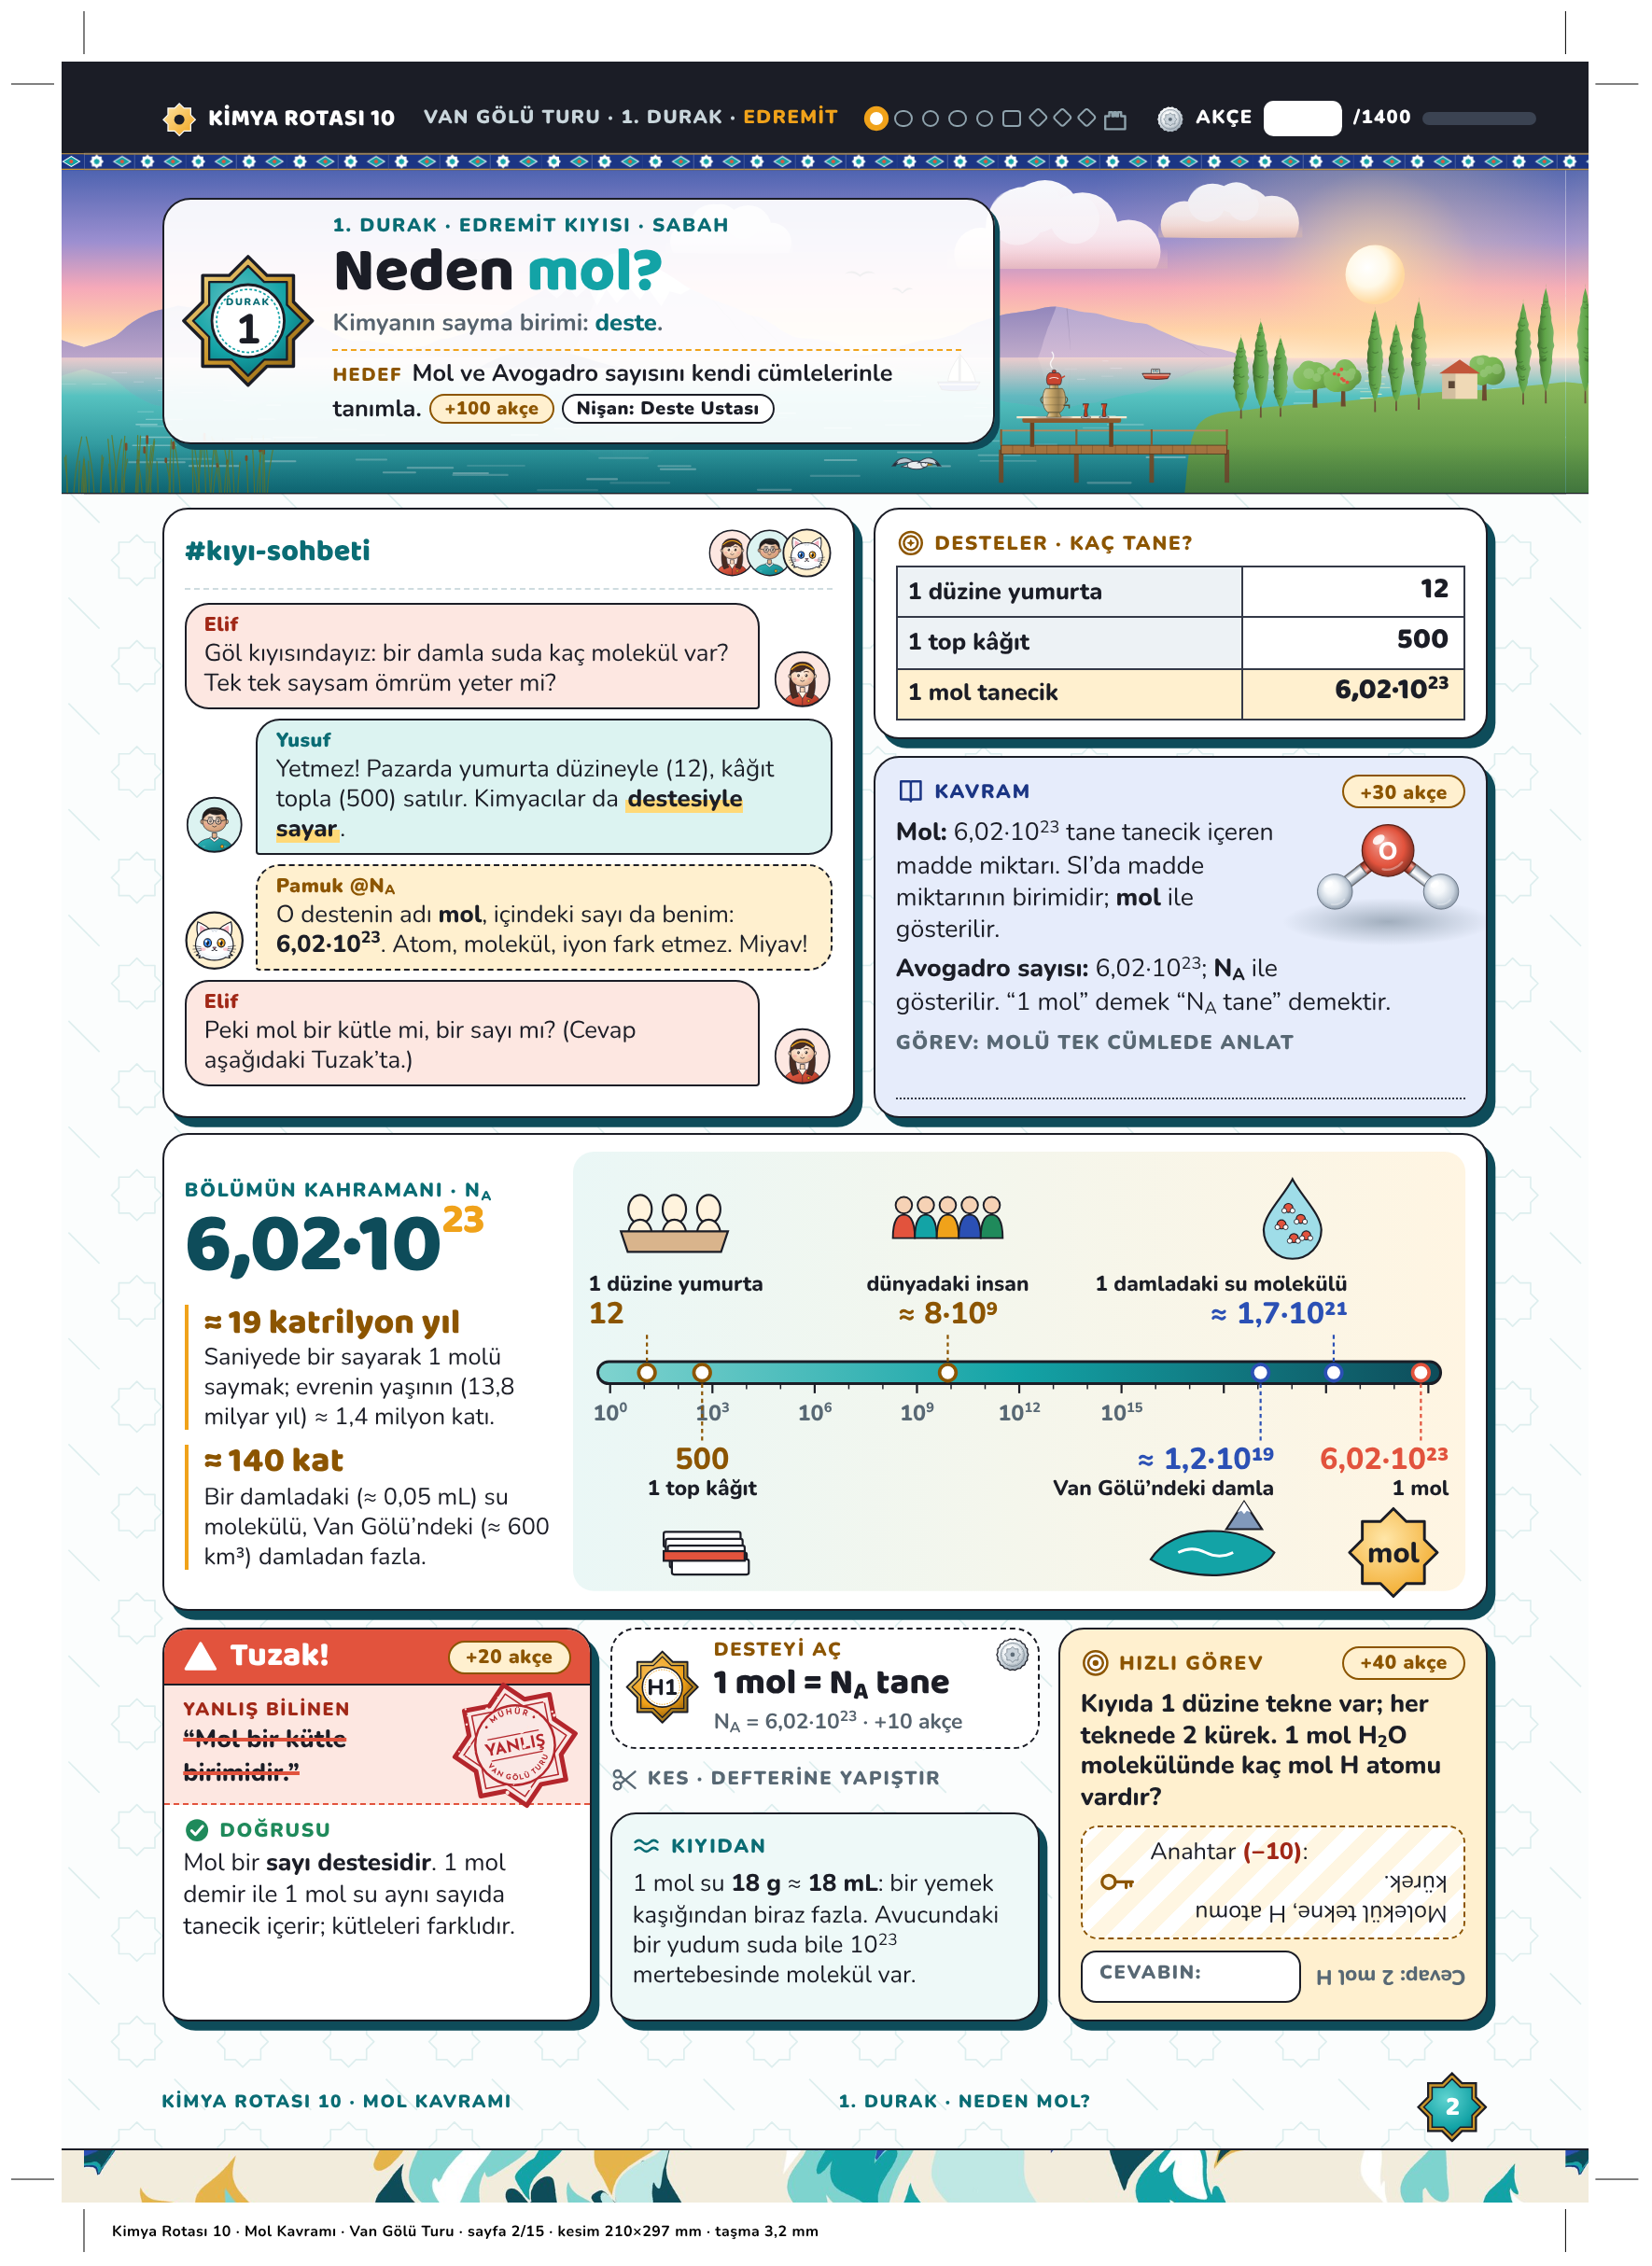 KİMYA ROTASI 10 VAN GÖLÜ TURU · 1. DURAK · EDREMİT AKÇE /1400
1. DURAK · EDREMİT KIYISI · SABAH
Neden mol?
Kimyanın sayma birimi: deste.
DURAK
1
HEDEF Mol ve Avogadro sayısını kendi cümlelerinle
tanımla. +100 akçe Nişan: Deste Ustası
#kıyı-sohbeti
Elif
Göl kıyısındayız: bir damla suda kaç molekül var?
Tek tek saysam ömrüm yeter mi?
Yusuf
Yetmez! Pazarda yumurta düzineyle (12), kâğıt
topla (500) satılır. Kimyacılar da destesiyle
sayar.
Pamuk @N_A
O destenin adı mol, içindeki sayı da benim:
6,02·10²³. Atom, molekül, iyon fark etmez. Miyav!
Elif
Peki mol bir kütle mi, bir sayı mı? (Cevap
aşağıdaki Tuzak’ta.)
DESTELER · KAÇ TANE?
1 düzine yumurta 12
1 top kâğıt 500
1 mol tanecik 6,02·10²³
KAVRAM +30 akçe
Mol: 6,02·10²³ tane tanecik içeren
madde miktarı. SI’da madde
miktarının birimidir; mol ile
gösterilir.
O
Avogadro sayısı: 6,02·10²³; N_A ile
gösterilir. “1 mol” demek “N_A tane” demektir.
GÖREV: MOLÜ TEK CÜMLEDE ANLAT
BÖLÜMÜN KAHRAMANI · N_A
6,02·10²³
≈ 19 katrilyon yıl
Saniyede bir sayarak 1 molü
saymak; evrenin yaşının (13,8
milyar yıl) ≈ 1,4 milyon katı.
≈ 140 kat
Bir damladaki (≈ 0,05 mL) su
molekülü, Van Gölü’ndeki (≈ 600
km³) damladan fazla.
1 düzine yumurta dünyadaki insan 1 damladaki su molekülü
12 ≈ 8·10⁹ ≈ 1,7·10²¹
10⁰ 10³ 10⁶ 10⁹ 10¹² 10¹⁵
500 ≈ 1,2·10¹⁹ 6,02·10²³
1 top kâğıt Van Gölü’ndeki damla 1 mol
mol
Tuzak! +20 akçe
YANLIŞ BİLİNEN
“Mol bir kütle
birimidir.”
MÜHÜR
YANLIŞ
VAN GÖLÜ TURU
DOĞRUSU
Mol bir sayı destesidir. 1 mol
demir ile 1 mol su aynı sayıda
tanecik içerir; kütleleri farklıdır.
H1
DESTEYİ AÇ
1 mol = N_A tane
N_A = 6,02·10²³ · +10 akçe
KES · DEFTERİNE YAPIŞTIR
KIYIDAN
1 mol su 18 g ≈ 18 mL: bir yemek
kaşığından biraz fazla. Avucundaki
bir yudum suda bile 10²³
mertebesinde molekül var.
HIZLI GÖREV +40 akçe
Kıyıda 1 düzine tekne var; her
teknede 2 kürek. 1 mol H₂O
molekülünde kaç mol H atomu
vardır?
Anahtar (−10):
Molekül tekne, H atomu
kürek.
CEVABIN:
Cevap: 2 mol H
KİMYA ROTASI 10 · MOL KAVRAMI 1. DURAK · NEDEN MOL? 2
Kimya Rotası 10 · Mol Kavramı · Van Gölü Turu · sayfa 2/15 · kesim 210×297 mm · taşma 3,2 mm